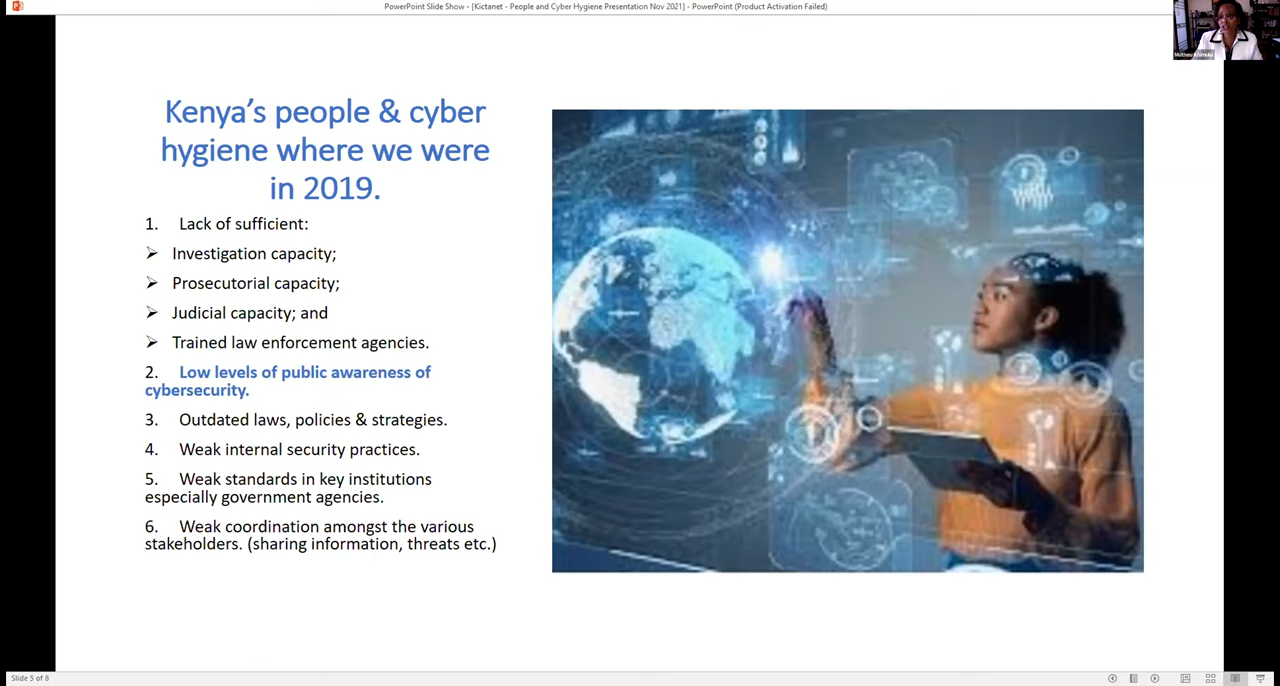 PowerPoint Slide Show - [Kictanet - People and Cyber Hygiene Presentation Nov 2021] - PowerPoint (Product Activation Failed)
Kenya’s people & cyber
hygiene where we were
in 2019.
1. Lack of sufficient:
➢ Investigation capacity;
➢ Prosecutorial capacity;
➢ Judicial capacity; and
➢ Trained law enforcement agencies.
2. Low levels of public awareness of
cybersecurity.
3. Outdated laws, policies & strategies.
4. Weak internal security practices.
5. Weak standards in key institutions
especially government agencies.
6. Weak coordination amongst the various
stakeholders. (sharing information, threats etc.)
Slide 5 of 8